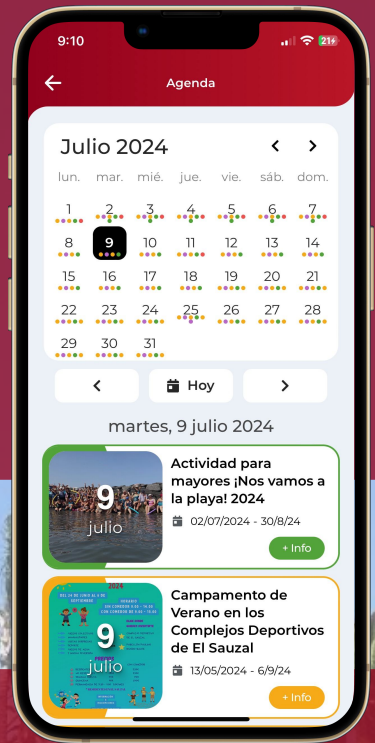 9:10
21
Agenda
Julio 2024
lun. mar. mié. jue. vie. sáb. dom.
1 2 3 4 5 6 7
8 9 10 11 12 13 14
15 16 17 18 19 20 21
22 23 24 25 26 27 28
29 30 31
Hoy
martes, 9 julio 2024
9
julio
Actividad para
mayores ¡Nos vamos a
la playa! 2024
02/07/2024 - 30/8/24
+ Info
2024
9
julio
Campamento de
Verano en los
Complejos Deportivos
de El Sauzal
13/05/2024 - 6/9/24
+ Info